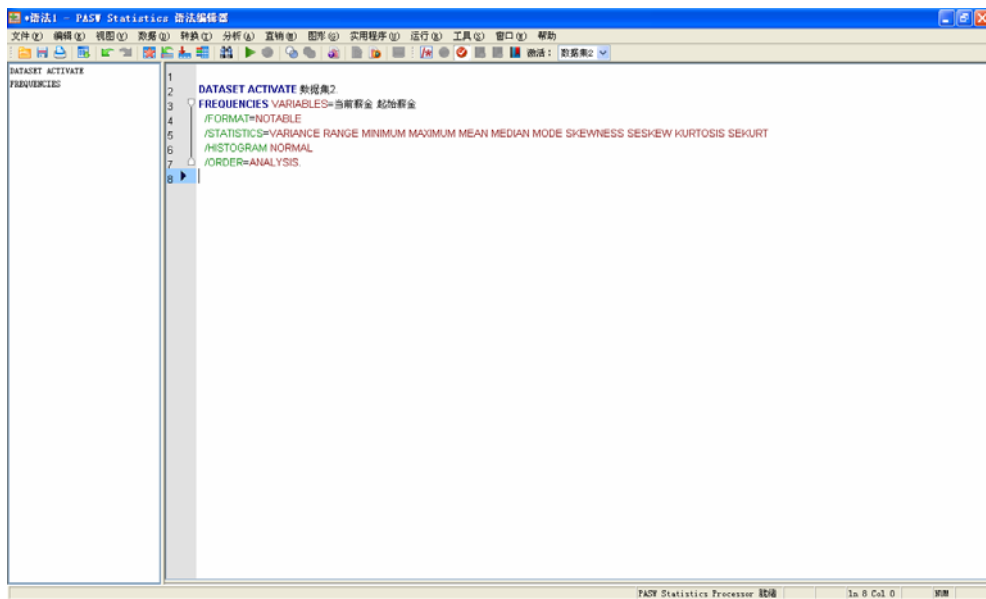 *语法1 - PASW Statistics 语法编辑器
文件(F) 编辑(E) 视图(V) 数据(D) 转换(T) 分析(A) 直销(M) 图形(G) 实用程序(U) 运行(R) 工具(S) 窗口(W) 帮助
激活: 数据集2
DATASET ACTIVATE
FREQUENCIES
1
2 DATASET ACTIVATE 数据集2.
3 FREQUENCIES VARIABLES=当前薪金 起始薪金
4 /FORMAT=NOTABLE
5 /STATISTICS=VARIANCE RANGE MINIMUM MAXIMUM MEAN MEDIAN MODE SKEWNESS SESKEW KURTOSIS SEKURT
6 /HISTOGRAM NORMAL
7 /ORDER=ANALYSIS.
8
PASW Statistics Processor 就绪 In 8 Col 0 NUM